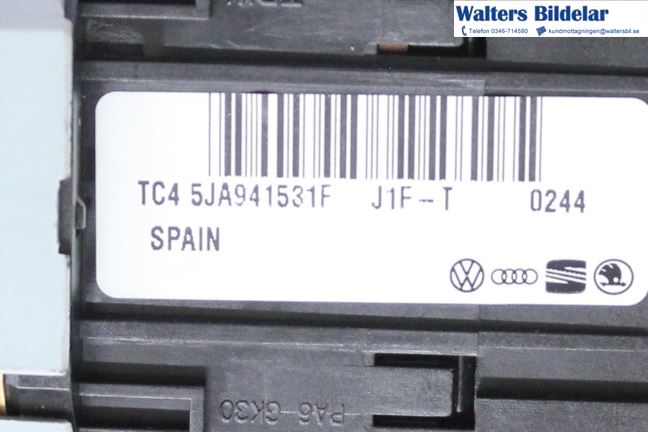 Walters Bildelar
Telefon 0346-714580 kundmottagningen@waltersbil.se
TC4 5JA941531F J1F-T 0244
SPAIN
PA6-GK30